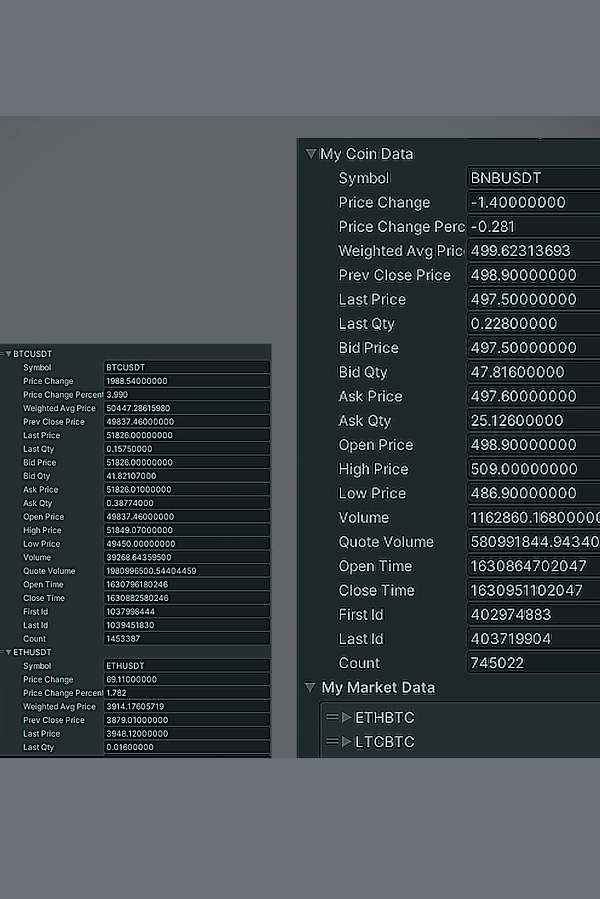 BTCUSDT
Symbol BTCUSDT
Price Change 1988.54000000
Price Change Percent 3.990
Weighted Avg Price 50447.28615980
Prev Close Price 49837.46000000
Last Price 51826.00000000
Last Qty 0.15750000
Bid Price 51826.00000000
Bid Qty 41.82107000
Ask Price 51826.01000000
Ask Qty 0.38774000
Open Price 49837.46000000
High Price 51849.07000000
Low Price 49450.00000000
Volume 39268.64359500
Quote Volume 1980996500.54404459
Open Time 1630796180246
Close Time 1630882580246
First Id 1037998444
Last Id 1039451830
Count 1453387
ETHUSDT
Symbol ETHUSDT
Price Change 69.11000000
Price Change Percent 1.782
Weighted Avg Price 3914.17605719
Prev Close Price 3879.01000000
Last Price 3948.12000000
Last Qty 0.01600000
My Coin Data
Symbol BNBUSDT
Price Change -1.40000000
Price Change Perc -0.281
Weighted Avg Pric 499.62313693
Prev Close Price 498.90000000
Last Price 497.50000000
Last Qty 0.22800000
Bid Price 497.50000000
Bid Qty 47.81600000
Ask Price 497.60000000
Ask Qty 25.12600000
Open Price 498.90000000
High Price 509.00000000
Low Price 486.90000000
Volume 1162860.16800000
Quote Volume 580991844.94340
Open Time 1630864702047
Close Time 1630951102047
First Id 402974883
Last Id 403719904
Count 745022
My Market Data
ETHBTC
LTCBTC